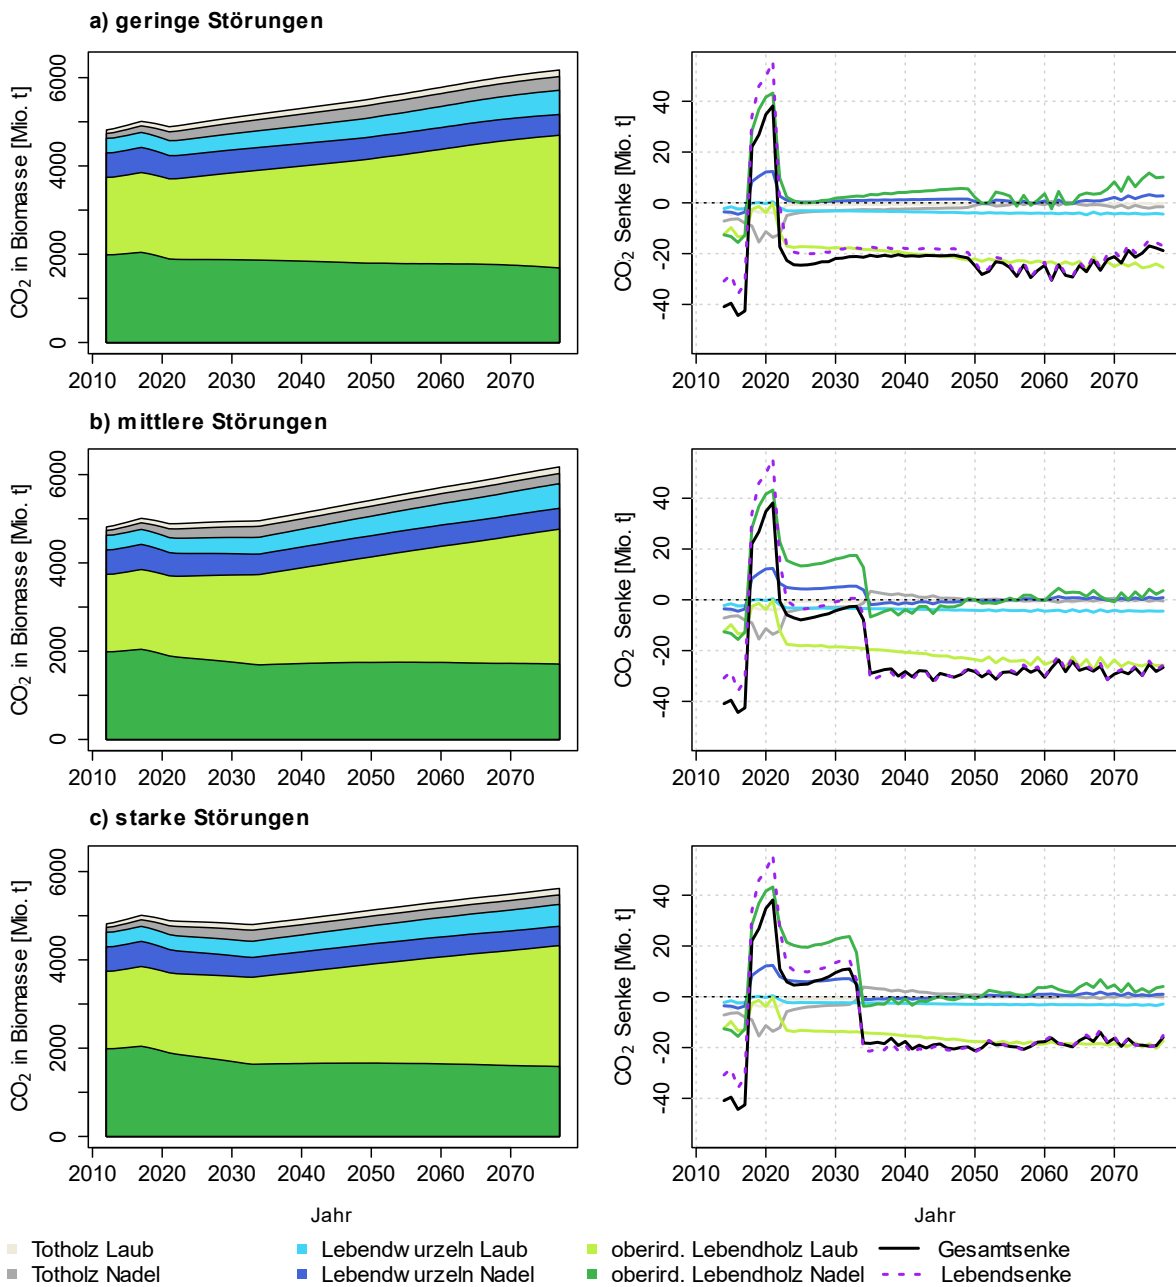 a) geringe Störungen
CO2 in Biomasse [Mio. t]
0 2000 4000 6000
2010 2020 2030 2040 2050 2060 2070
CO2 Senke [Mio. t]
-40 -20 0 20 40
2010 2020 2030 2040 2050 2060 2070
b) mittlere Störungen
CO2 in Biomasse [Mio. t]
0 2000 4000 6000
2010 2020 2030 2040 2050 2060 2070
CO2 Senke [Mio. t]
-40 -20 0 20 40
2010 2020 2030 2040 2050 2060 2070
c) starke Störungen
CO2 in Biomasse [Mio. t]
0 2000 4000 6000
2010 2020 2030 2040 2050 2060 2070
Jahr
CO2 Senke [Mio. t]
-40 -20 0 20 40
2010 2020 2030 2040 2050 2060 2070
Jahr
Totholz Laub Lebendwurzeln Laub oberird. Lebendholz Laub Gesamtsenke
Totholz Nadel Lebendwurzeln Nadel oberird. Lebendholz Nadel Lebendsenke